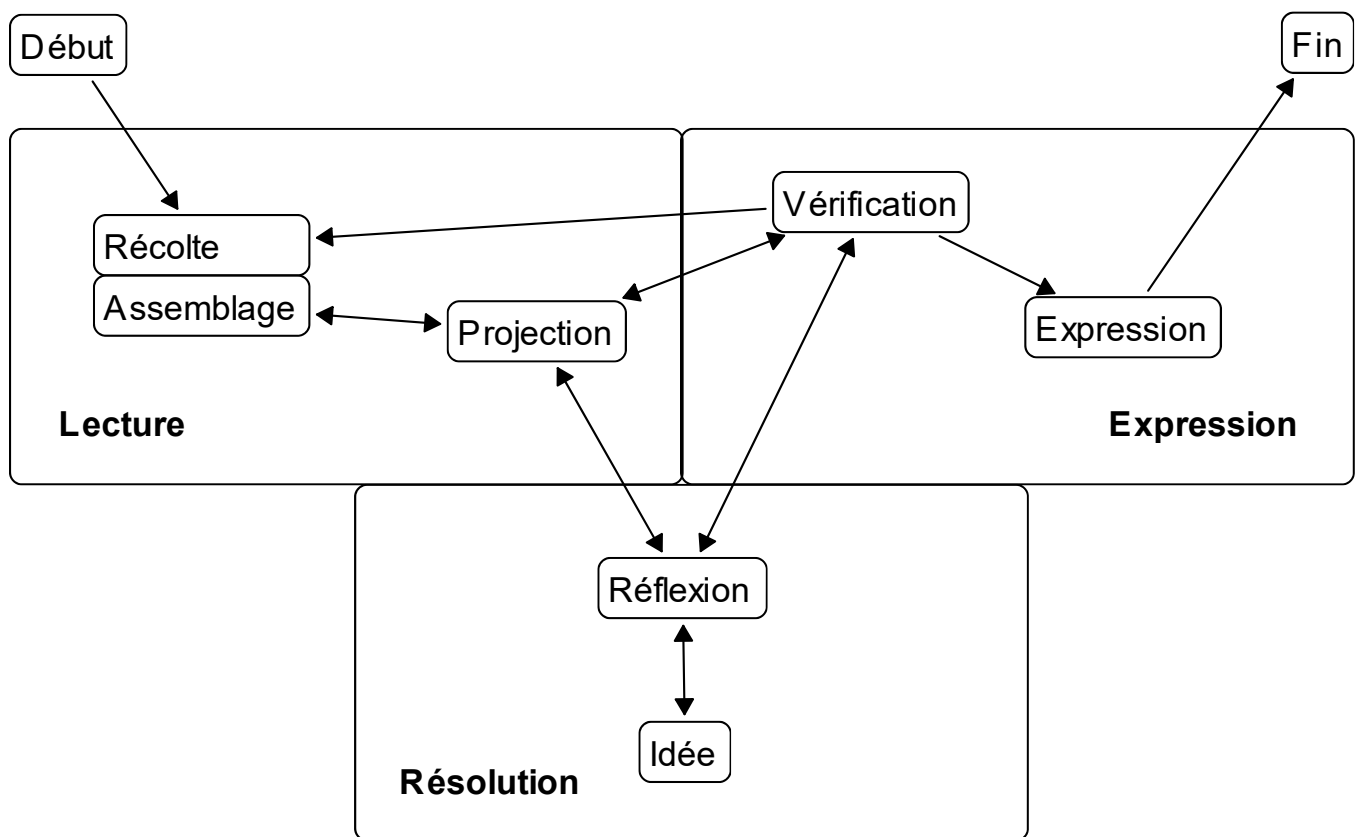 Début
Fin
Vérification
Récolte
Assemblage
Projection
Expression
Lecture
Expression
Réflexion
Idée
Résolution